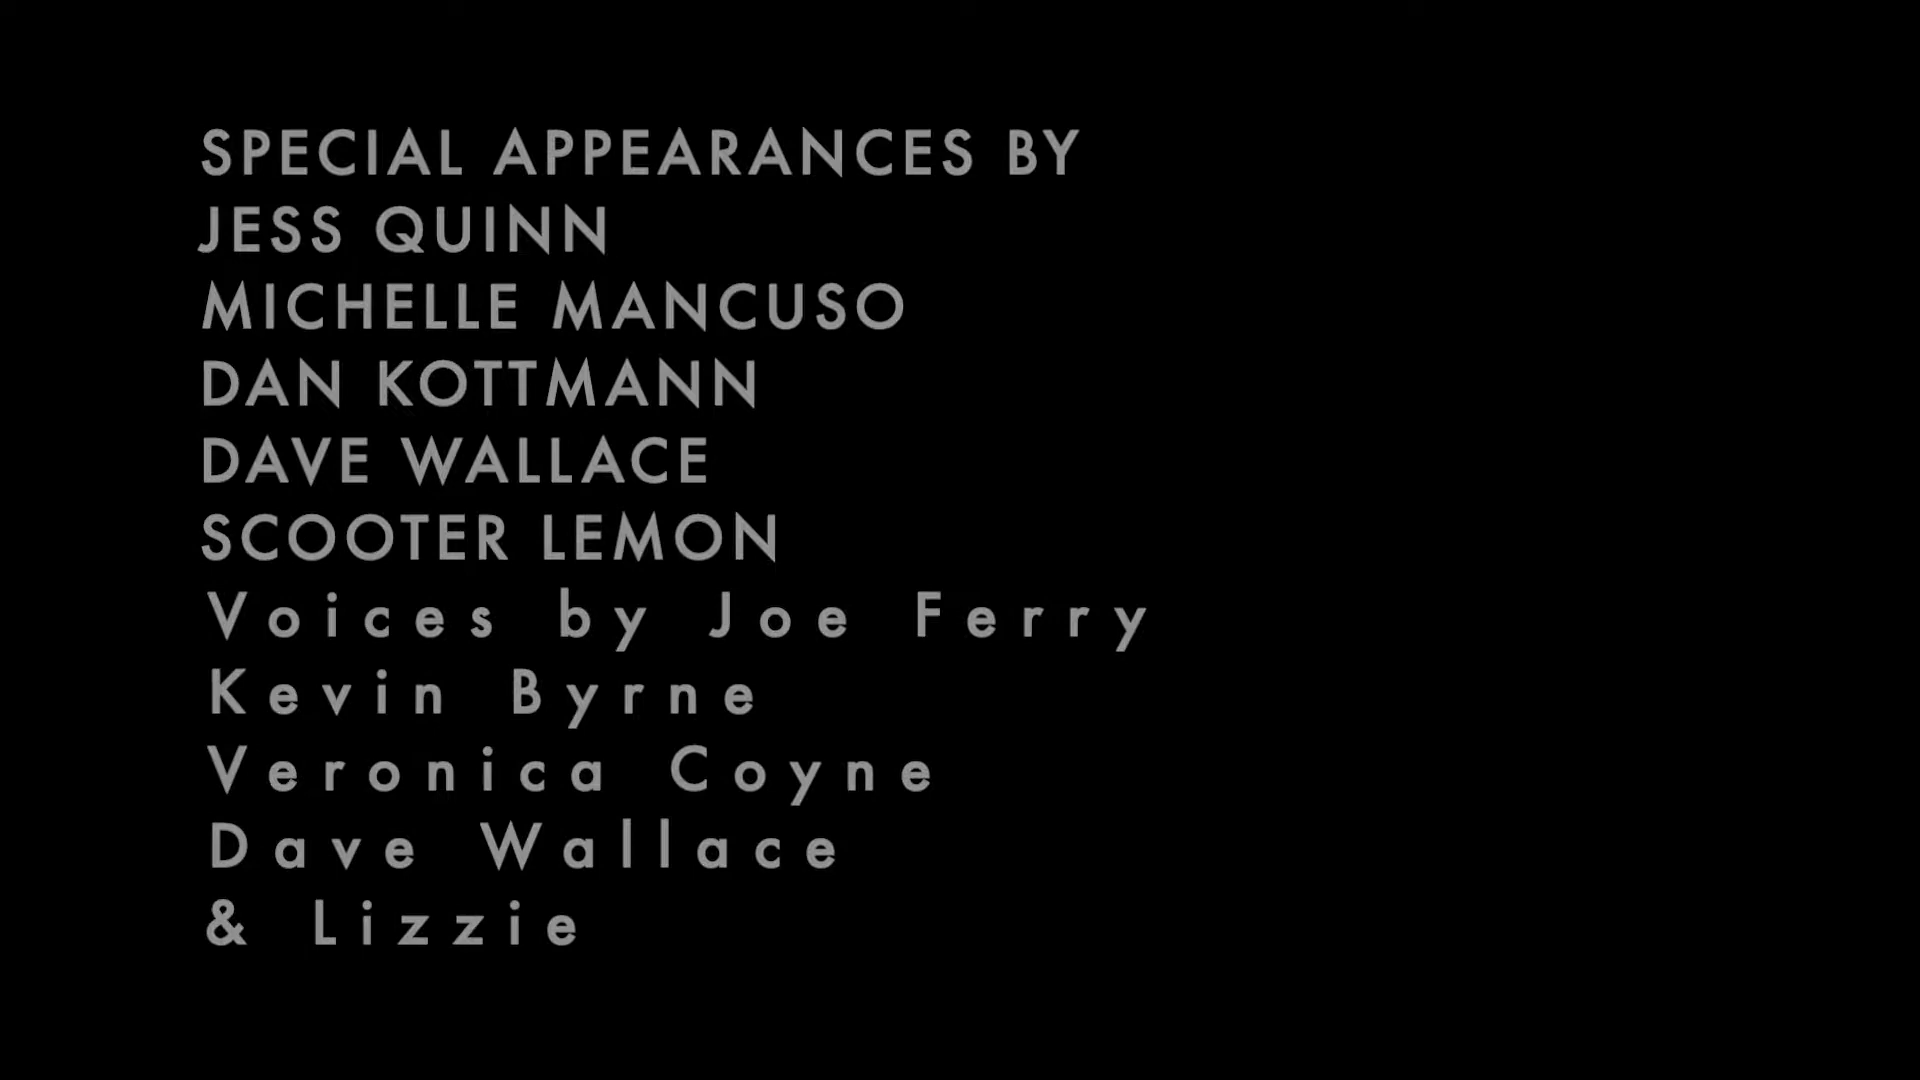 SPECIAL APPEARANCES BY
JESS QUINN
MICHELLE MANCUSO
DAN KOTTMANN
DAVE WALLACE
SCOOTER LEMON
Voices by Joe Ferry
Kevin Byrne
Veronica Coyne
Dave Wallace
& Lizzie